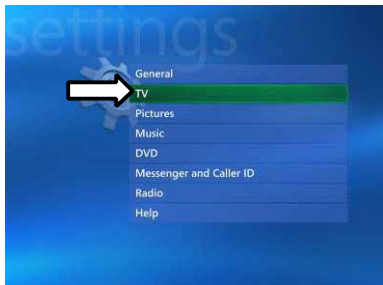 settings
General
TV
Pictures
Music
DVD
Messenger and Caller ID
Radio
Help